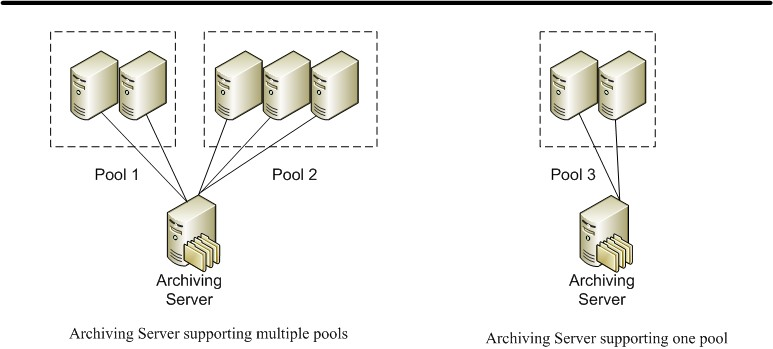 Pool 1
Pool 2
Archiving
Server
Archiving Server supporting multiple pools
Pool 3
Archiving
Server
Archiving Server supporting one pool